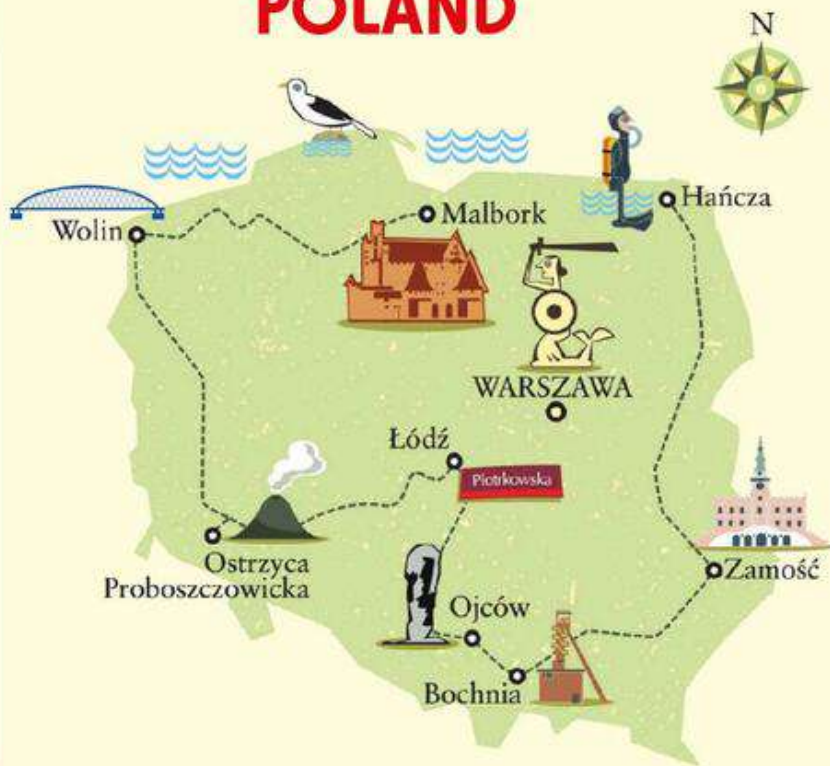 POLAND
N
Hańcza
Malbork
Wolin
WARSZAWA
Łódź
Piotrkowska
Ostrzyca
Proboszczowicka
Zamość
Ojców
Bochnia